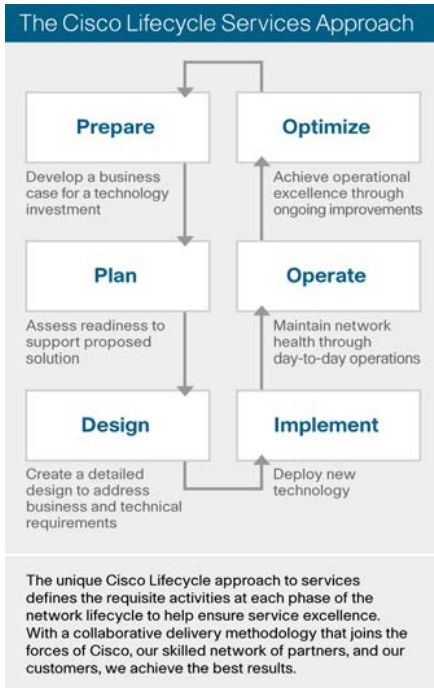 The Cisco Lifecycle Services Approach
Prepare
Develop a business
case for a technology
investment
Plan
Assess readiness to
support proposed
solution
Design
Create a detailed
design to address
business and technical
requirements
Implement
Deploy new
technology
Operate
Maintain network
health through
day-to-day operations
Optimize
Achieve operational
excellence through
ongoing improvements
The unique Cisco Lifecycle approach to services
defines the requisite activities at each phase of the
network lifecycle to help ensure service excellence.
With a collaborative delivery methodology that joins the
forces of Cisco, our skilled network of partners, and our
customers, we achieve the best results.